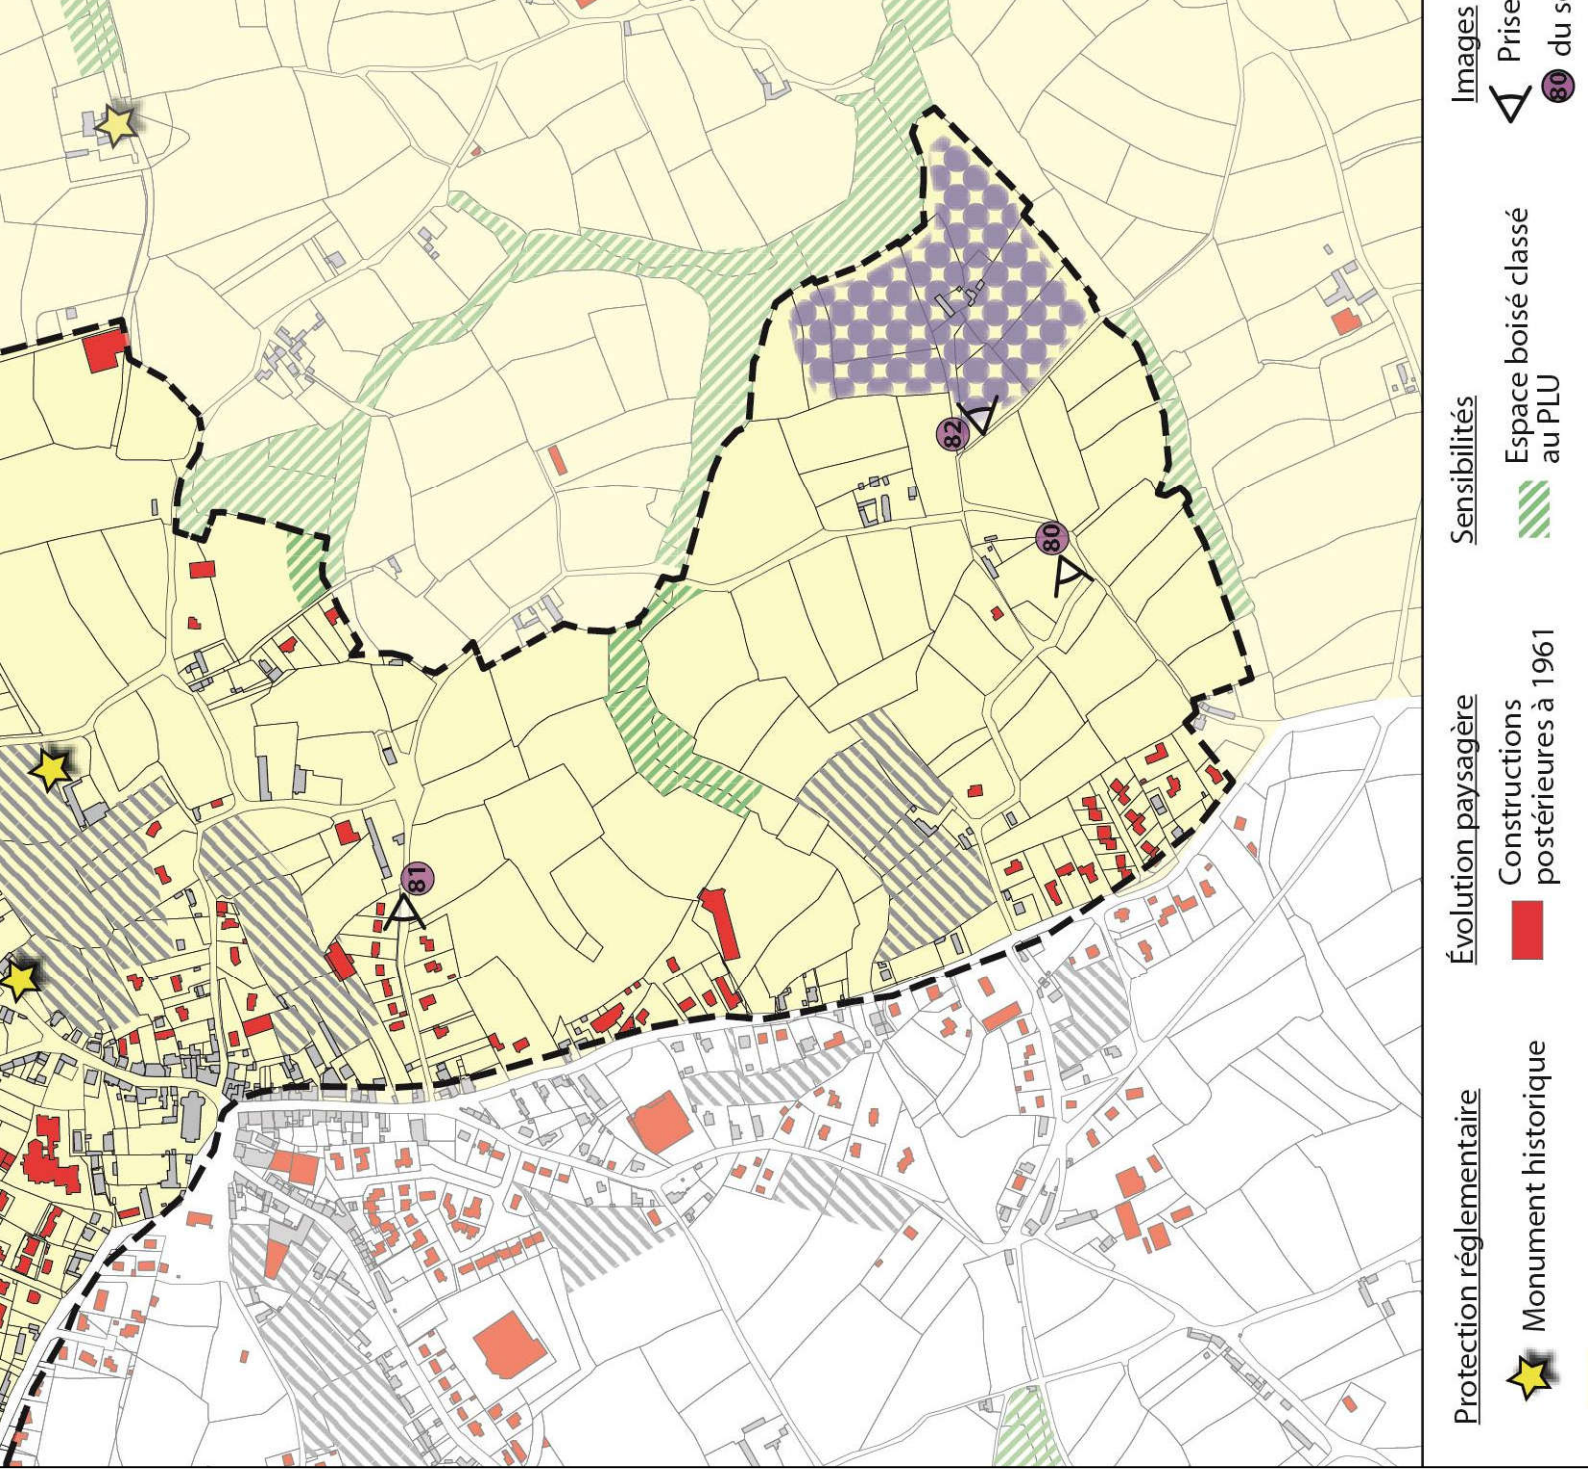 82
80
81
Protection réglementaire
Monument historique
Évolution paysagère
Constructions
postérieures à 1961
Sensibilités
Espace boisé classé
au PLU
Images
Prise
80
du s